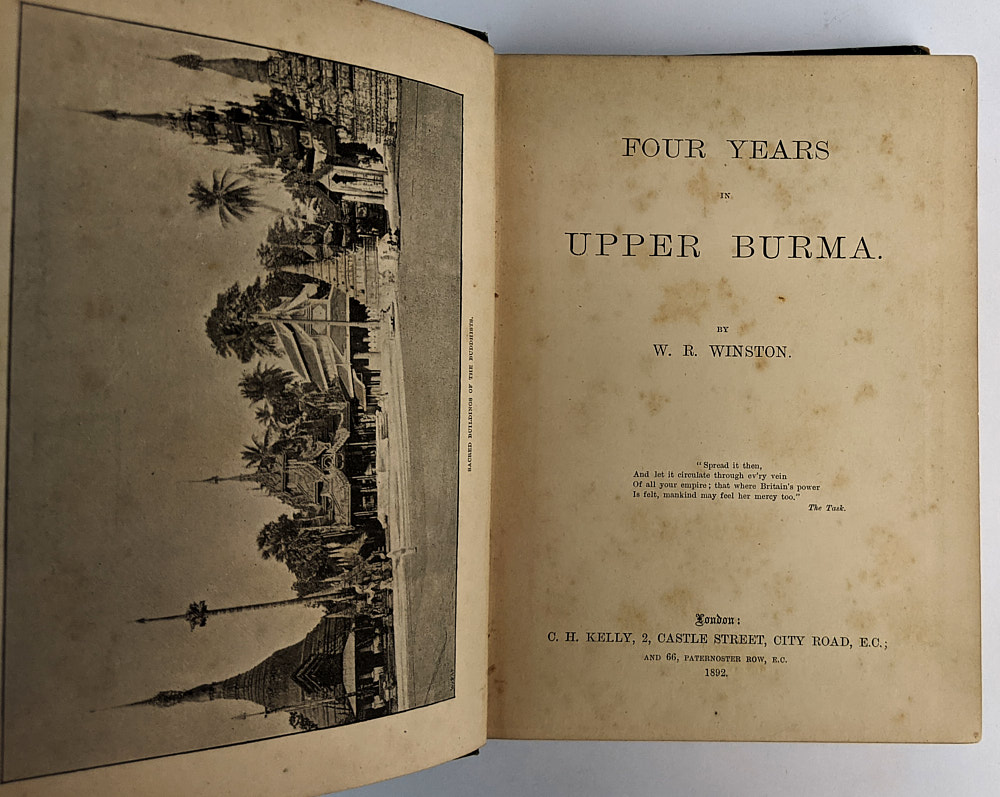 SACRED BUILDINGS OF THE BUDDHISTS.
FOUR YEARS
IN
UPPER BURMA.
BY
W. R. WINSTON.
"Spread it then,
And let it circulate through ev'ry vein
Of all your empire; that where Britain's power
Is felt, mankind may feel her mercy too."
The Task.
London:
C. H. KELLY, 2, CASTLE STREET, CITY ROAD, E.C.;
AND 66, PATERNOSTER ROW, E.C.
1892.